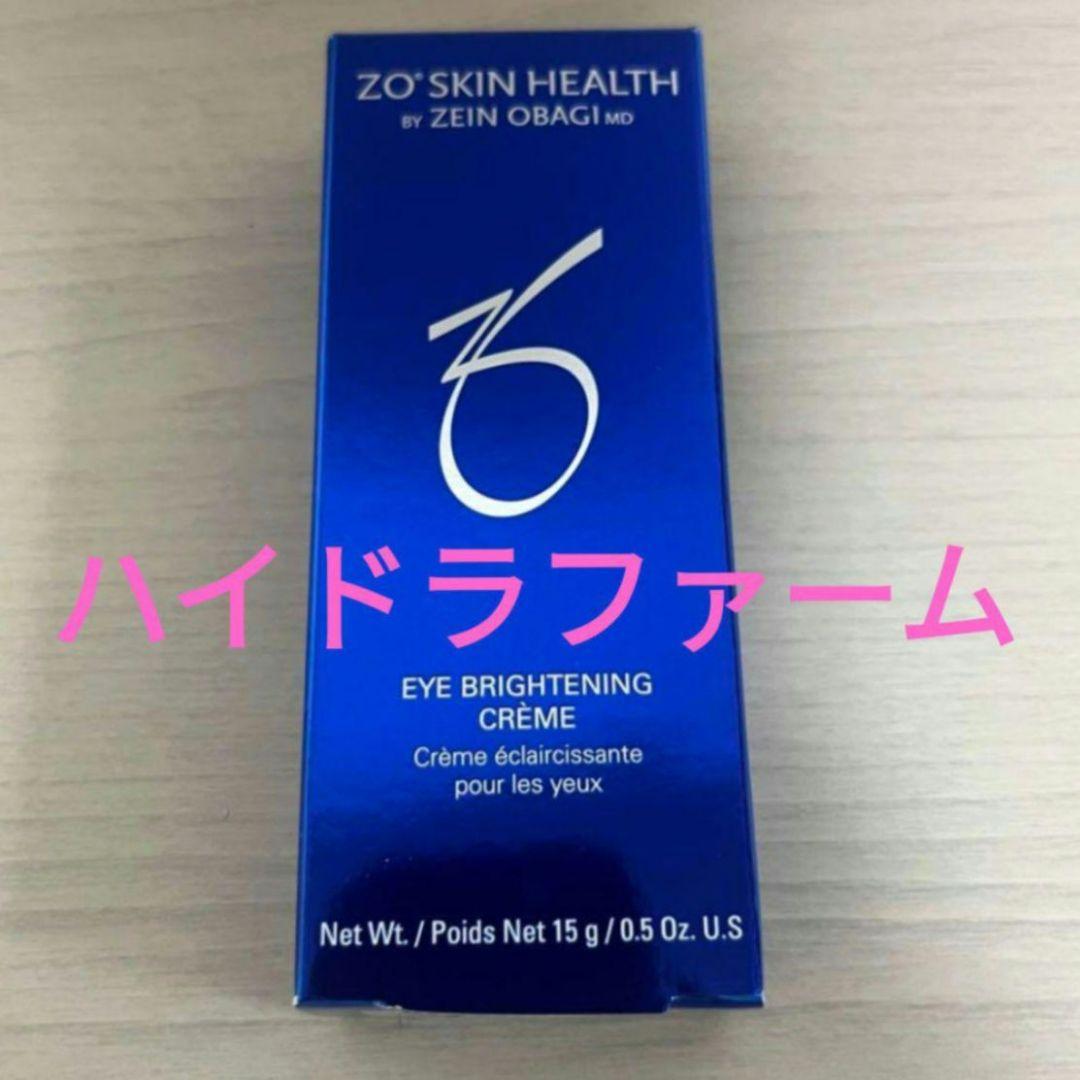 ZO® SKIN HEALTH
BY ZEIN OBAGI MD
ハイドラファーム
EYE BRIGHTENING
CRÈME
Crème éclaircissante
pour les yeux
Net Wt. / Poids Net 15 g / 0.5 Oz. U.S